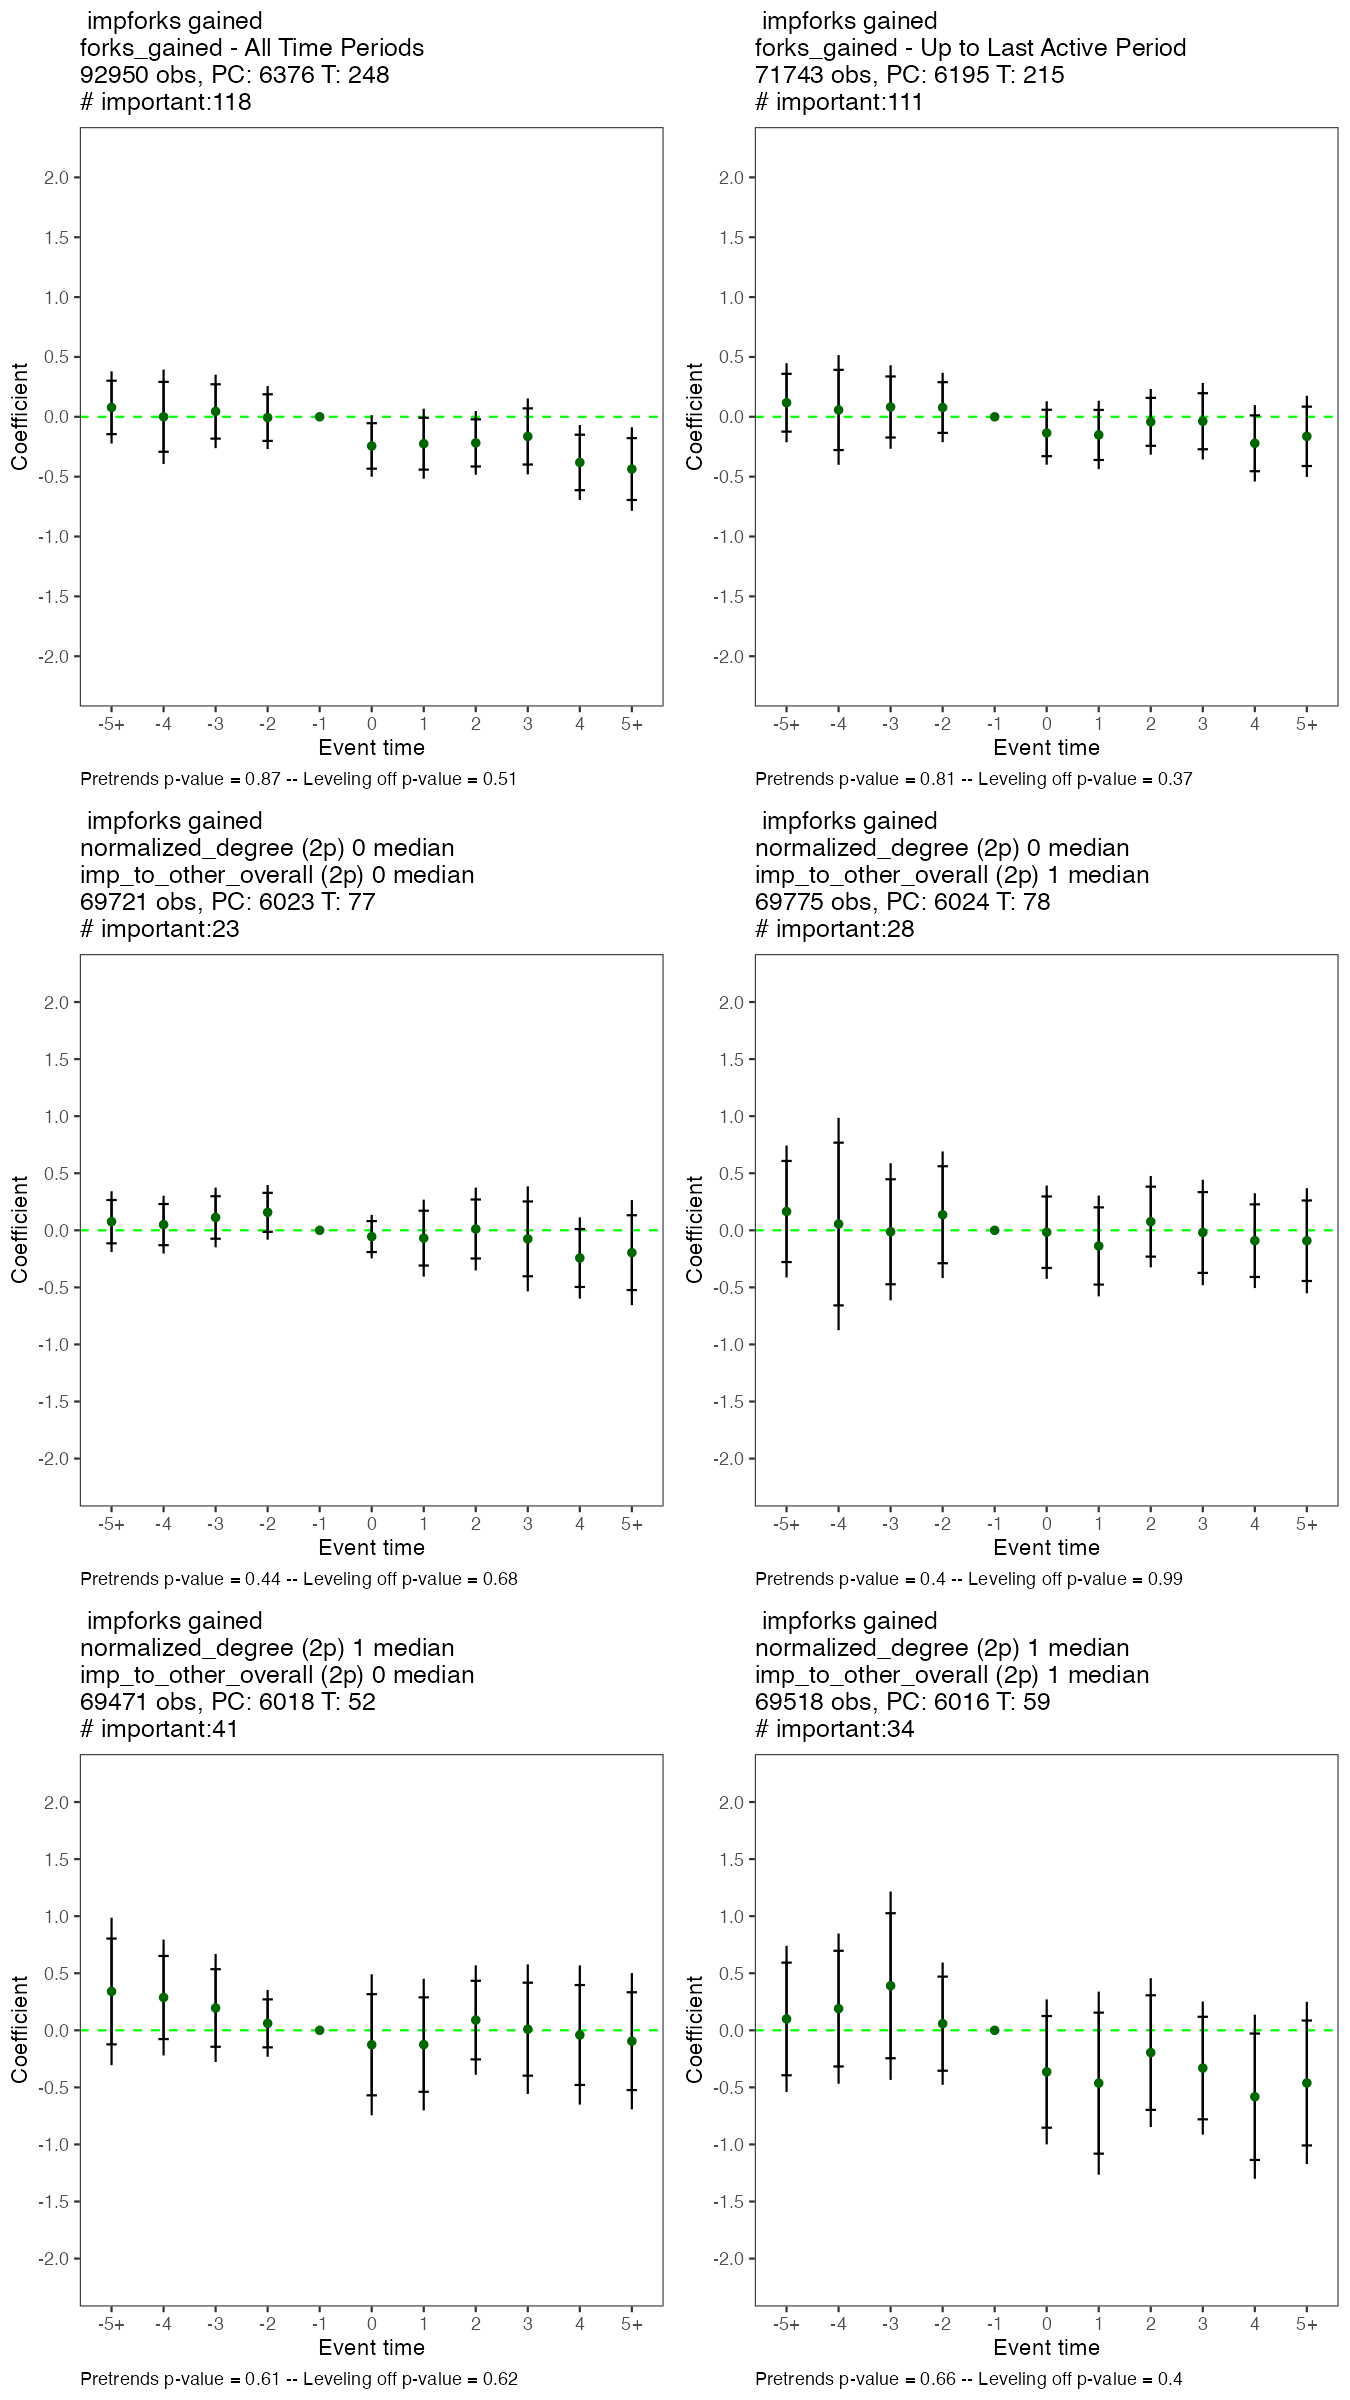 impforks gained
forks_gained - All Time Periods
92950 obs, PC: 6376 T: 248
# important:118
2.0
1.5
1.0
0.5
0.0
-0.5
-1.0
-1.5
-2.0
Coefficient
-5+ -4 -3 -2 -1 0 1 2 3 4 5+
Event time
Pretrends p-value = 0.87 -- Leveling off p-value = 0.51
impforks gained
forks_gained - Up to Last Active Period
71743 obs, PC: 6195 T: 215
# important:111
2.0
1.5
1.0
0.5
0.0
-0.5
-1.0
-1.5
-2.0
Coefficient
-5+ -4 -3 -2 -1 0 1 2 3 4 5+
Event time
Pretrends p-value = 0.81 -- Leveling off p-value = 0.37
impforks gained
normalized_degree (2p) 0 median
imp_to_other_overall (2p) 0 median
69721 obs, PC: 6023 T: 77
# important:23
2.0
1.5
1.0
0.5
0.0
-0.5
-1.0
-1.5
-2.0
Coefficient
-5+ -4 -3 -2 -1 0 1 2 3 4 5+
Event time
Pretrends p-value = 0.44 -- Leveling off p-value = 0.68
impforks gained
normalized_degree (2p) 0 median
imp_to_other_overall (2p) 1 median
69775 obs, PC: 6024 T: 78
# important:28
2.0
1.5
1.0
0.5
0.0
-0.5
-1.0
-1.5
-2.0
Coefficient
-5+ -4 -3 -2 -1 0 1 2 3 4 5+
Event time
Pretrends p-value = 0.4 -- Leveling off p-value = 0.99
impforks gained
normalized_degree (2p) 1 median
imp_to_other_overall (2p) 0 median
69471 obs, PC: 6018 T: 52
# important:41
2.0
1.5
1.0
0.5
0.0
-0.5
-1.0
-1.5
-2.0
Coefficient
-5+ -4 -3 -2 -1 0 1 2 3 4 5+
Event time
Pretrends p-value = 0.61 -- Leveling off p-value = 0.62
impforks gained
normalized_degree (2p) 1 median
imp_to_other_overall (2p) 1 median
69518 obs, PC: 6016 T: 59
# important:34
2.0
1.5
1.0
0.5
0.0
-0.5
-1.0
-1.5
-2.0
Coefficient
-5+ -4 -3 -2 -1 0 1 2 3 4 5+
Event time
Pretrends p-value = 0.66 -- Leveling off p-value = 0.4